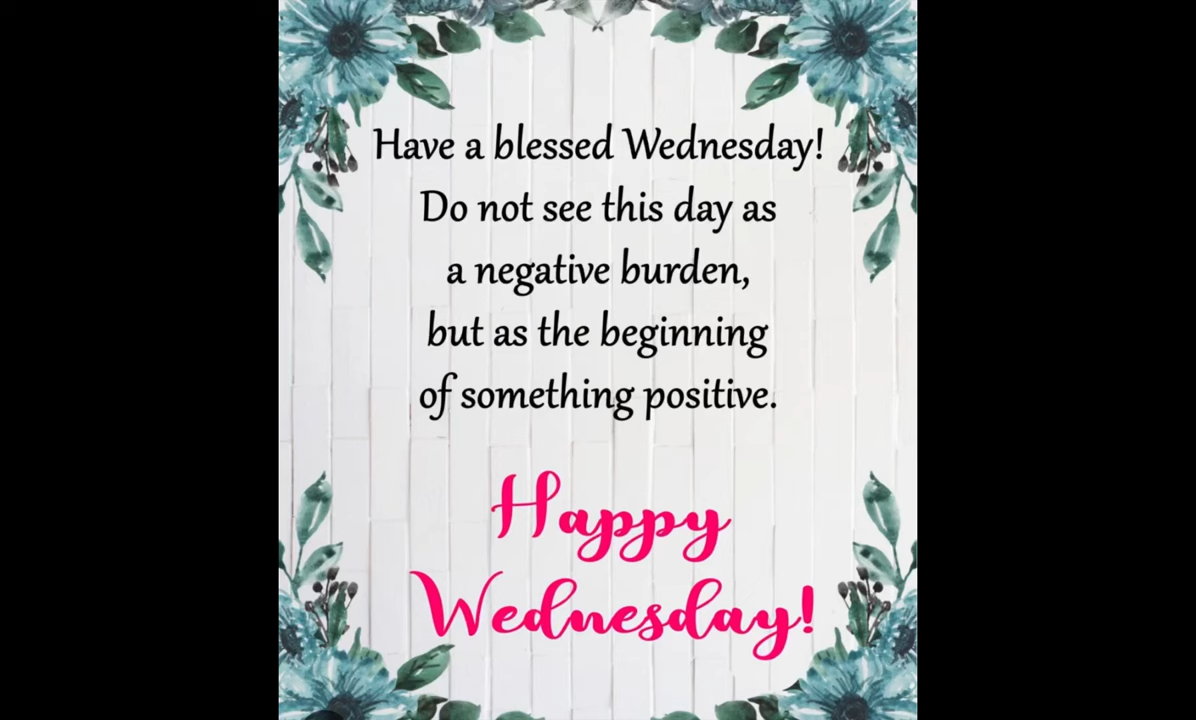 Have a blessed Wednesday!
Do not see this day as
a negative burden,
but as the beginning
of something positive.
Happy
Wednesday!